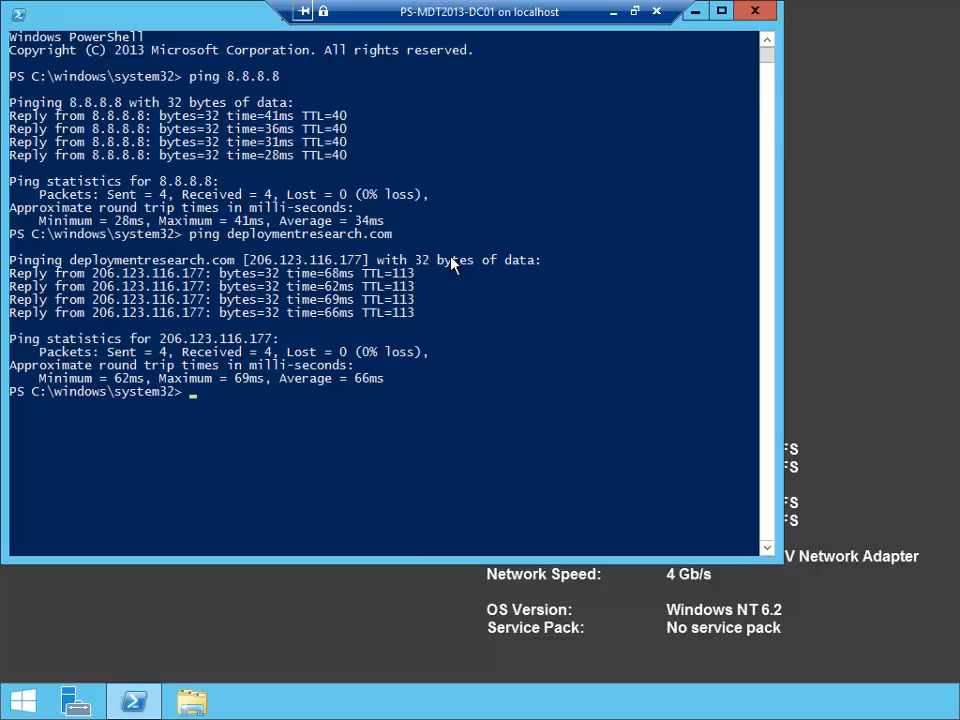 PS-MDT2013-DC01 on localhost
Windows PowerShell
Copyright (C) 2013 Microsoft Corporation. All rights reserved.
PS C:\windows\system32> ping 8.8.8.8
Pinging 8.8.8.8 with 32 bytes of data:
Reply from 8.8.8.8: bytes=32 time=41ms TTL=40
Reply from 8.8.8.8: bytes=32 time=36ms TTL=40
Reply from 8.8.8.8: bytes=32 time=31ms TTL=40
Reply from 8.8.8.8: bytes=32 time=28ms TTL=40
Ping statistics for 8.8.8.8:
    Packets: Sent = 4, Received = 4, Lost = 0 (0% loss),
Approximate round trip times in milli-seconds:
    Minimum = 28ms, Maximum = 41ms, Average = 34ms
PS C:\windows\system32> ping deploymentresearch.com
Pinging deploymentresearch.com [206.123.116.177] with 32 bytes of data:
Reply from 206.123.116.177: bytes=32 time=68ms TTL=113
Reply from 206.123.116.177: bytes=32 time=62ms TTL=113
Reply from 206.123.116.177: bytes=32 time=69ms TTL=113
Reply from 206.123.116.177: bytes=32 time=66ms TTL=113
Ping statistics for 206.123.116.177:
    Packets: Sent = 4, Received = 4, Lost = 0 (0% loss),
Approximate round trip times in milli-seconds:
    Minimum = 62ms, Maximum = 69ms, Average = 66ms
PS C:\windows\system32>
FS
FS
FS
FS
V Network Adapter
Network Speed: 4 Gb/s
OS Version: Windows NT 6.2
Service Pack: No service pack